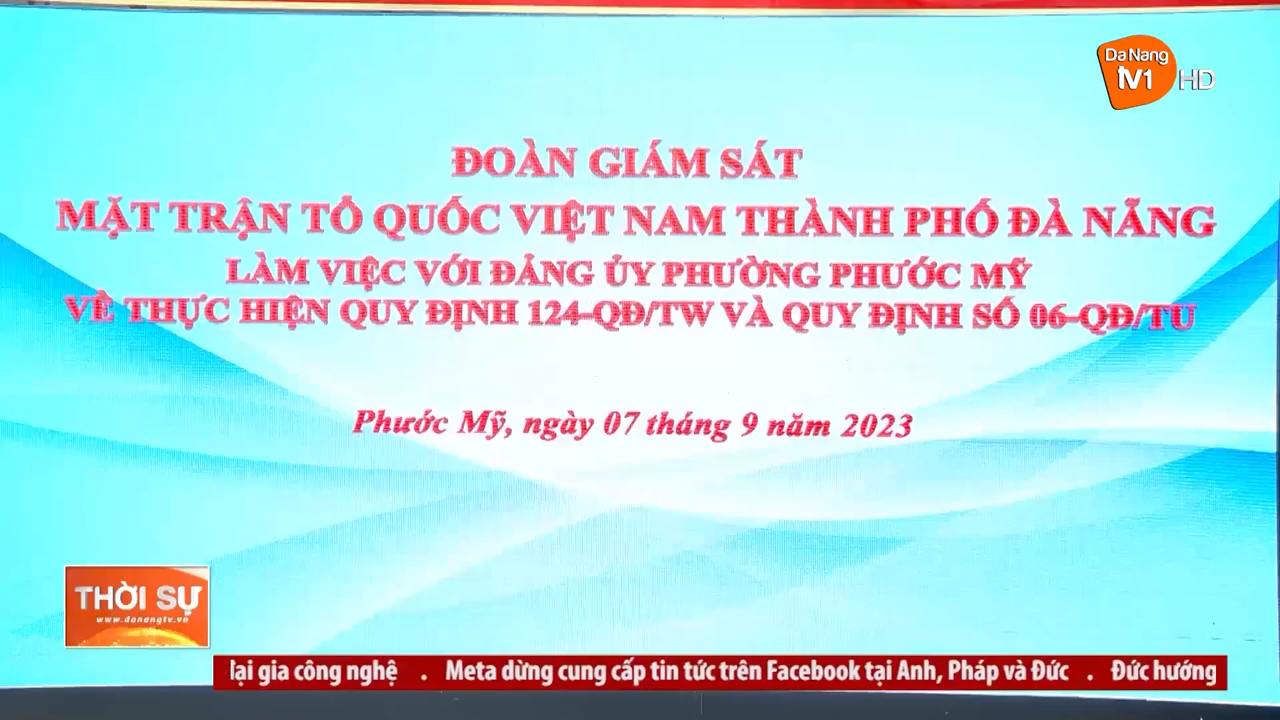 Da Nang
TV1 HD
ĐOÀN GIÁM SÁT
MẶT TRẬN TỔ QUỐC VIỆT NAM THÀNH PHỐ ĐÀ NẴNG
LÀM VIỆC VỚI ĐẢNG ỦY PHƯỜNG PHƯỚC MỸ
VỀ THỰC HIỆN QUY ĐỊNH 124-QĐ/TW VÀ QUY ĐỊNH SỐ 06-QĐ/TU
Phước Mỹ, ngày 07 tháng 9 năm 2023
THỜI SỰ
www.danangtv.vn
lại gia công nghệ . Meta dừng cung cấp tin tức trên Facebook tại Anh, Pháp và Đức . Đức hướng